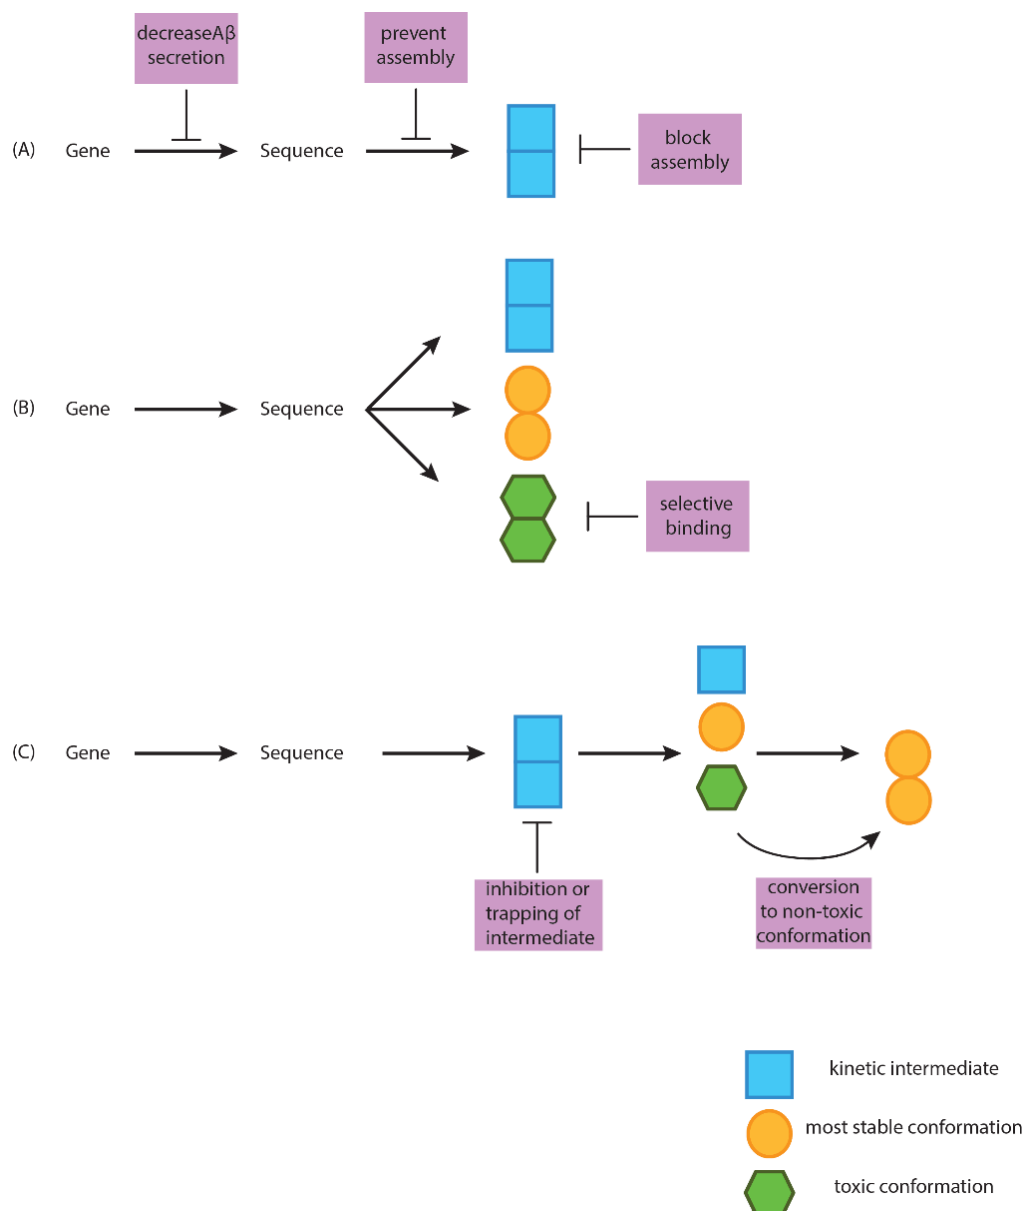 decreaseAβ
secretion
prevent
assembly
(A) Gene Sequence
block
assembly
(B) Gene Sequence
selective
binding
(C) Gene Sequence
inhibition or
trapping of
intermediate
conversion
to non-toxic
conformation
kinetic intermediate
most stable conformation
toxic conformation